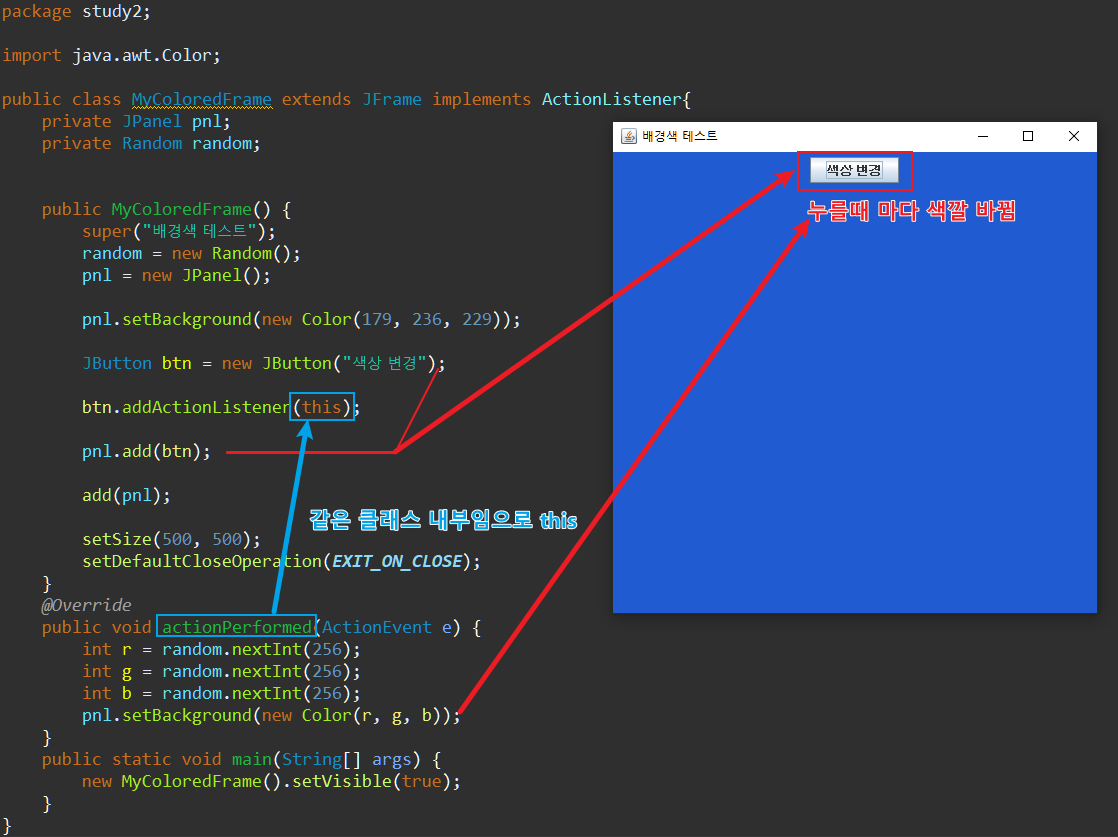 package study2;
import java.awt.Color;
public class MyColoredFrame extends JFrame implements ActionListener{
private JPanel pnl;
private Random random;
public MyColoredFrame() {
super("배경색 테스트");
random = new Random();
pnl = new JPanel();
pnl.setBackground(new Color(179, 236, 229));
JButton btn = new JButton("색상 변경");
btn.addActionListener(this);
pnl.add(btn);
add(pnl);
같은 클래스 내부임으로 this
setSize(500, 500);
setDefaultCloseOperation(EXIT_ON_CLOSE);
}
@Override
public void actionPerformed(ActionEvent e) {
int r = random.nextInt(256);
int g = random.nextInt(256);
int b = random.nextInt(256);
pnl.setBackground(new Color(r, g, b));
}
public static void main(String[] args) {
new MyColoredFrame().setVisible(true);
}
}
배경색 테스트
색상 변경
누를때 마다 색깔 바뀜